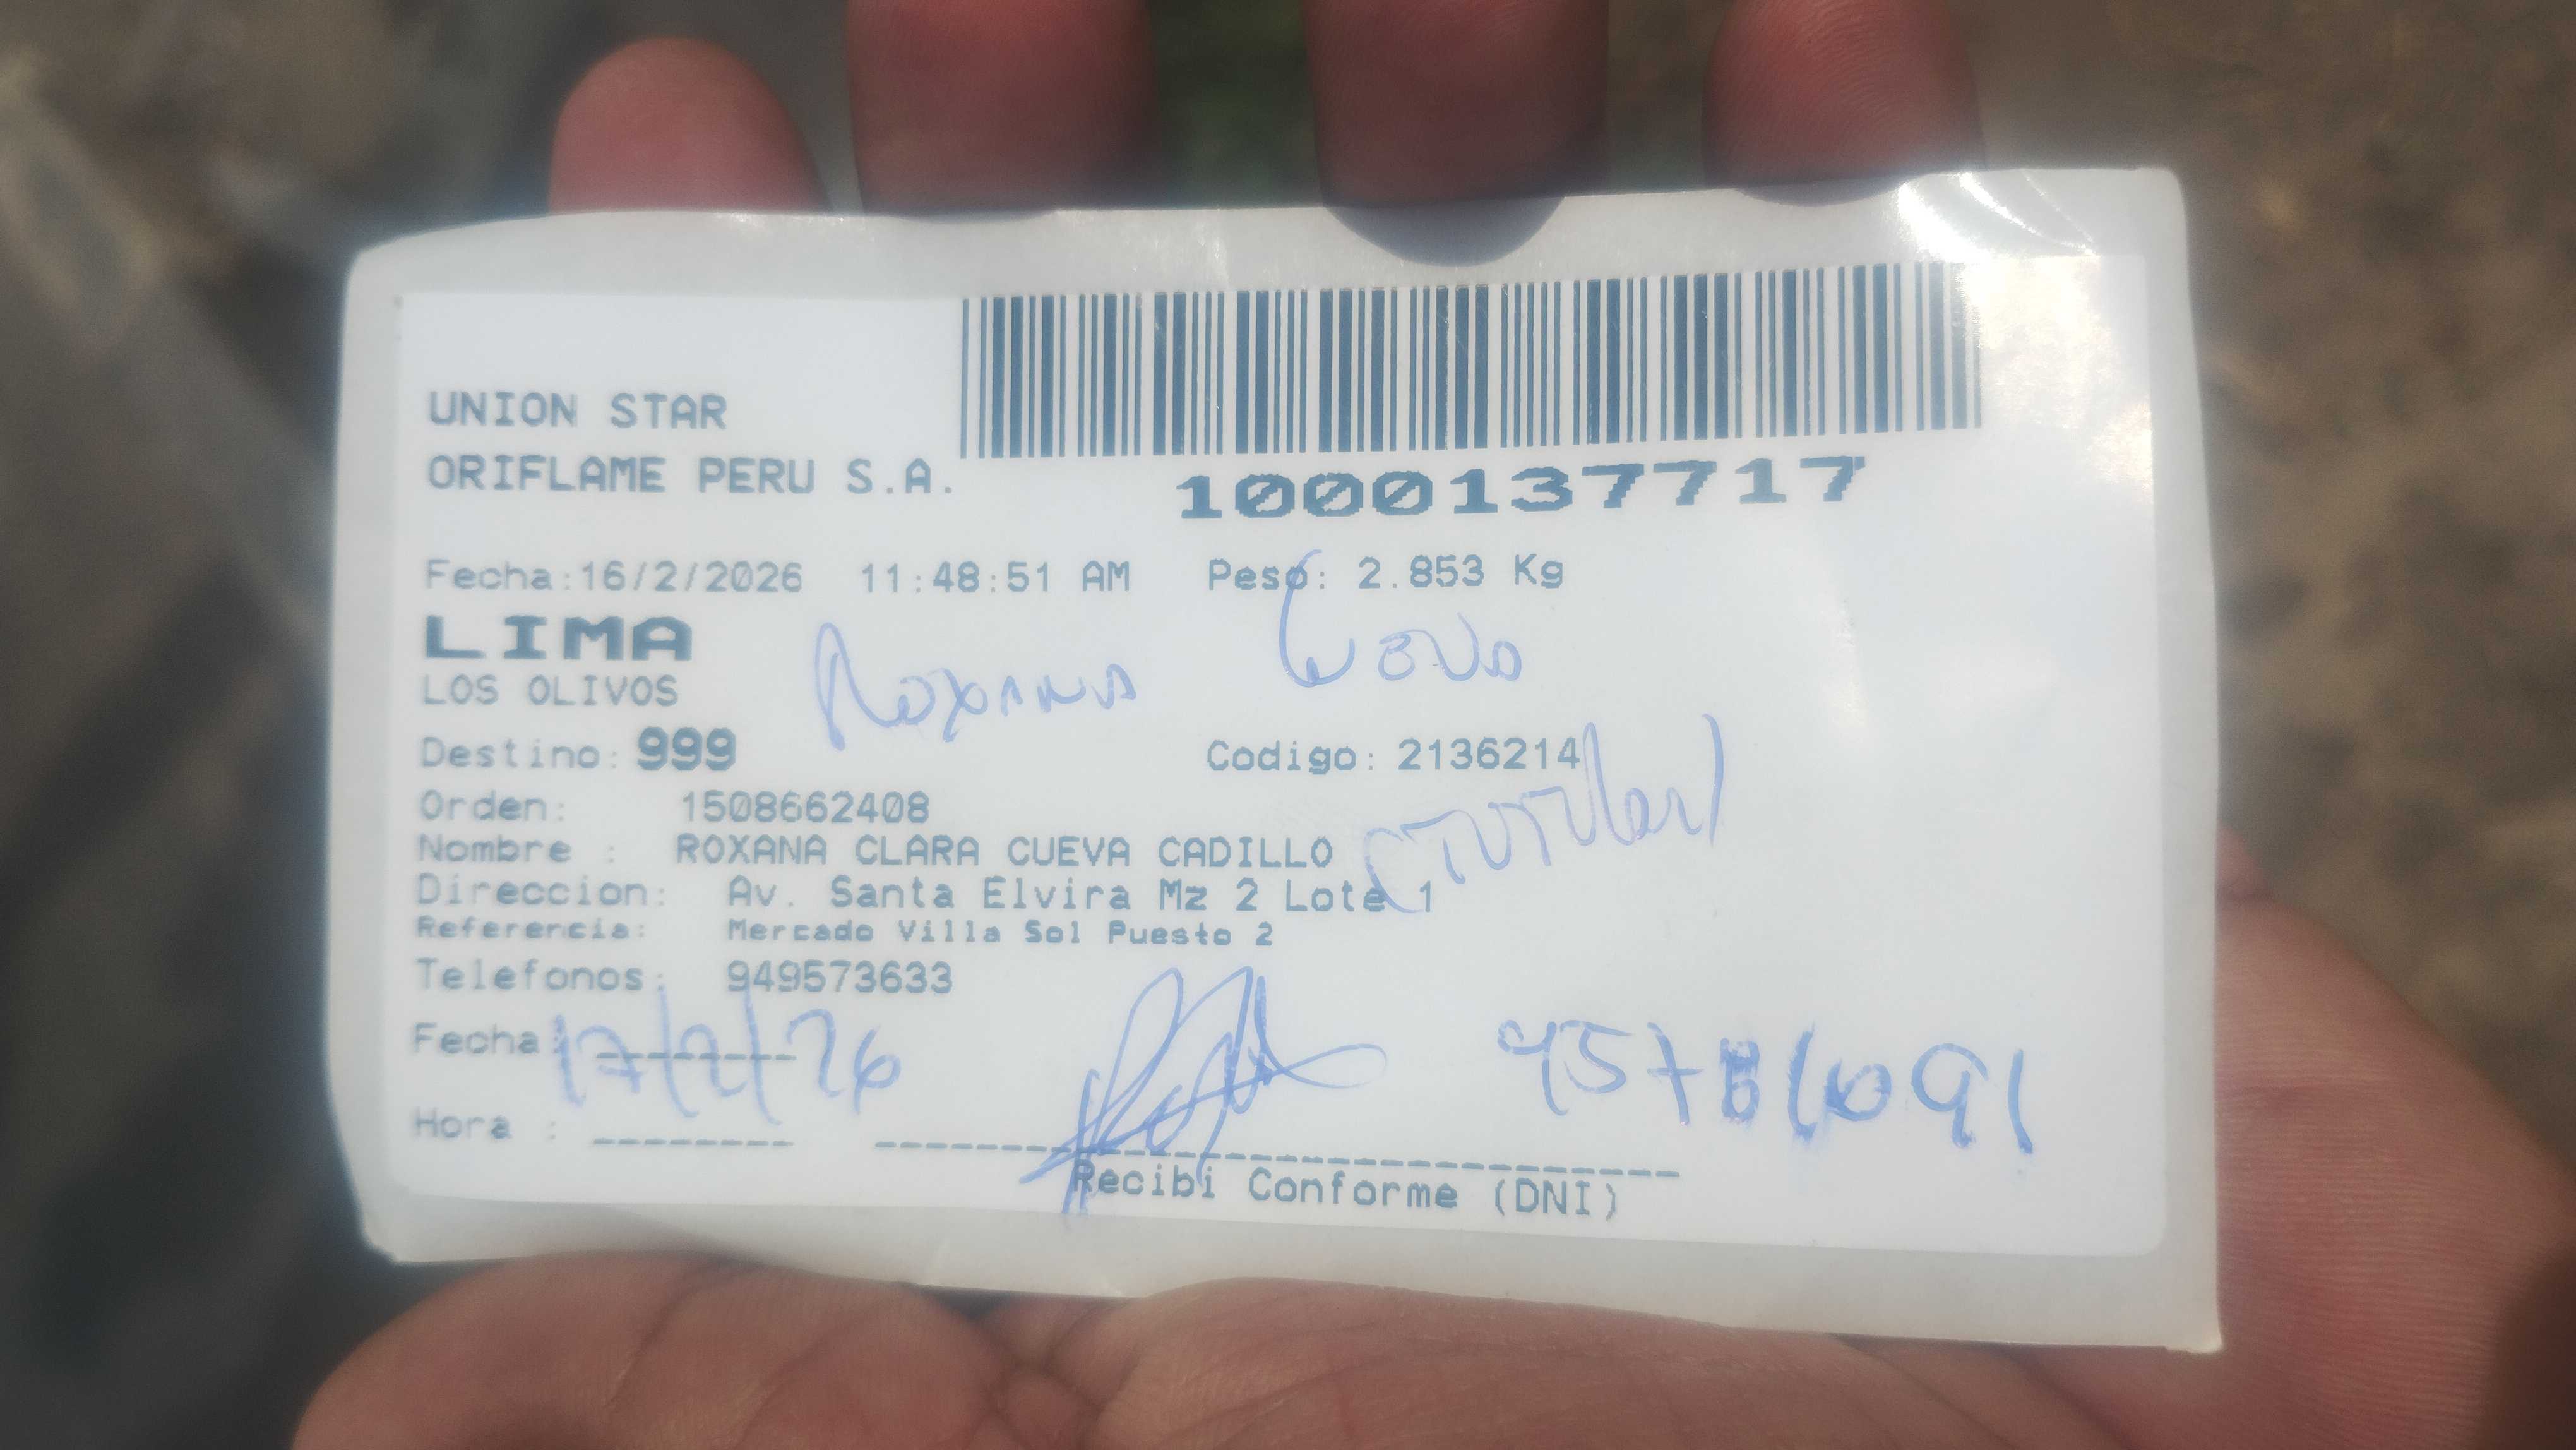 UNION STAR
ORIFLAME PERU S.A.
1000137717
Fecha:16/2/2026 11:48:51 AM Peso: 2.853 Kg
LIMA
LOS OLIVOS
Roxana Cueva
Destino: 999 Codigo: 2136214
(TITULAR)
Orden: 1508662408
Nombre : ROXANA CLARA CUEVA CADILLO
Direccion: Av. Santa Elvira Mz 2 Lote 1
Referencia: Mercado Villa Sol Puesto 2
Telefonos: 949573633
Fecha: 17/2/26
Hora :
Recibi Conforme (DNI)